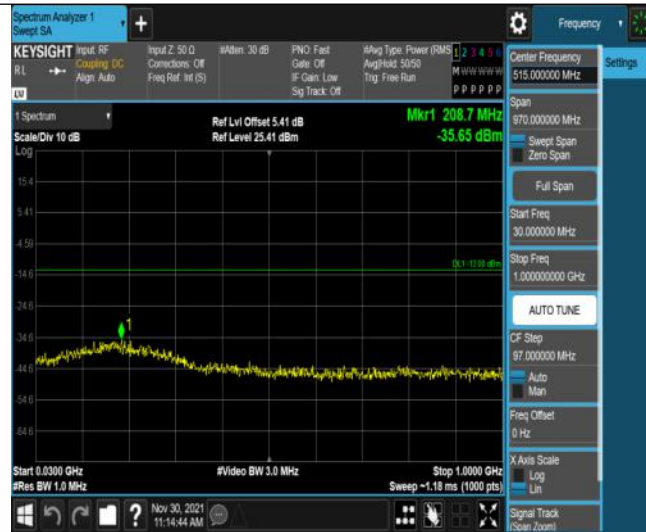 Spectrum Analyzer 1
Swept SA
+
Frequency
KEYSIGHT
Input: RF
Coupling: DC
Align: Auto
Input Z: 50 Ω
Corrections: Off
Freq Ref: Int (S)
#Atten: 30 dB
PNO: Fast
Gate: Off
IF Gain: Low
Sig Track: Off
#Avg Type: Power (RMS
Avg|Hold: 50/50
Trig: Free Run
1 2 3 4 5 6
M W W W W W
P P P P P P
R L
LXI
1 Spectrum
Scale/Div 10 dB
Log
Ref Lvl Offset 5.41 dB
Ref Level 25.41 dBm
Mkr1 208.7 MHz
-35.65 dBm
15.4
5.41
-4.59
-14.6
-24.6
-34.6
-44.6
-54.6
-64.6
DL1 -13.00 dBm
1
Start 0.0300 GHz
#Res BW 1.0 MHz
#Video BW 3.0 MHz
Stop 1.0000 GHz
Sweep ~1.18 ms (1000 pts)
?
Nov 30, 2021
11:14:44 AM
Center Frequency
515.000000 MHz
Settings
Span
970.000000 MHz
Swept Span
Zero Span
Full Span
Start Freq
30.000000 MHz
Stop Freq
1.000000000 GHz
AUTO TUNE
CF Step
97.000000 MHz
Auto
Man
Freq Offset
0 Hz
X Axis Scale
Log
Lin
Signal Track
(Span Zoom)